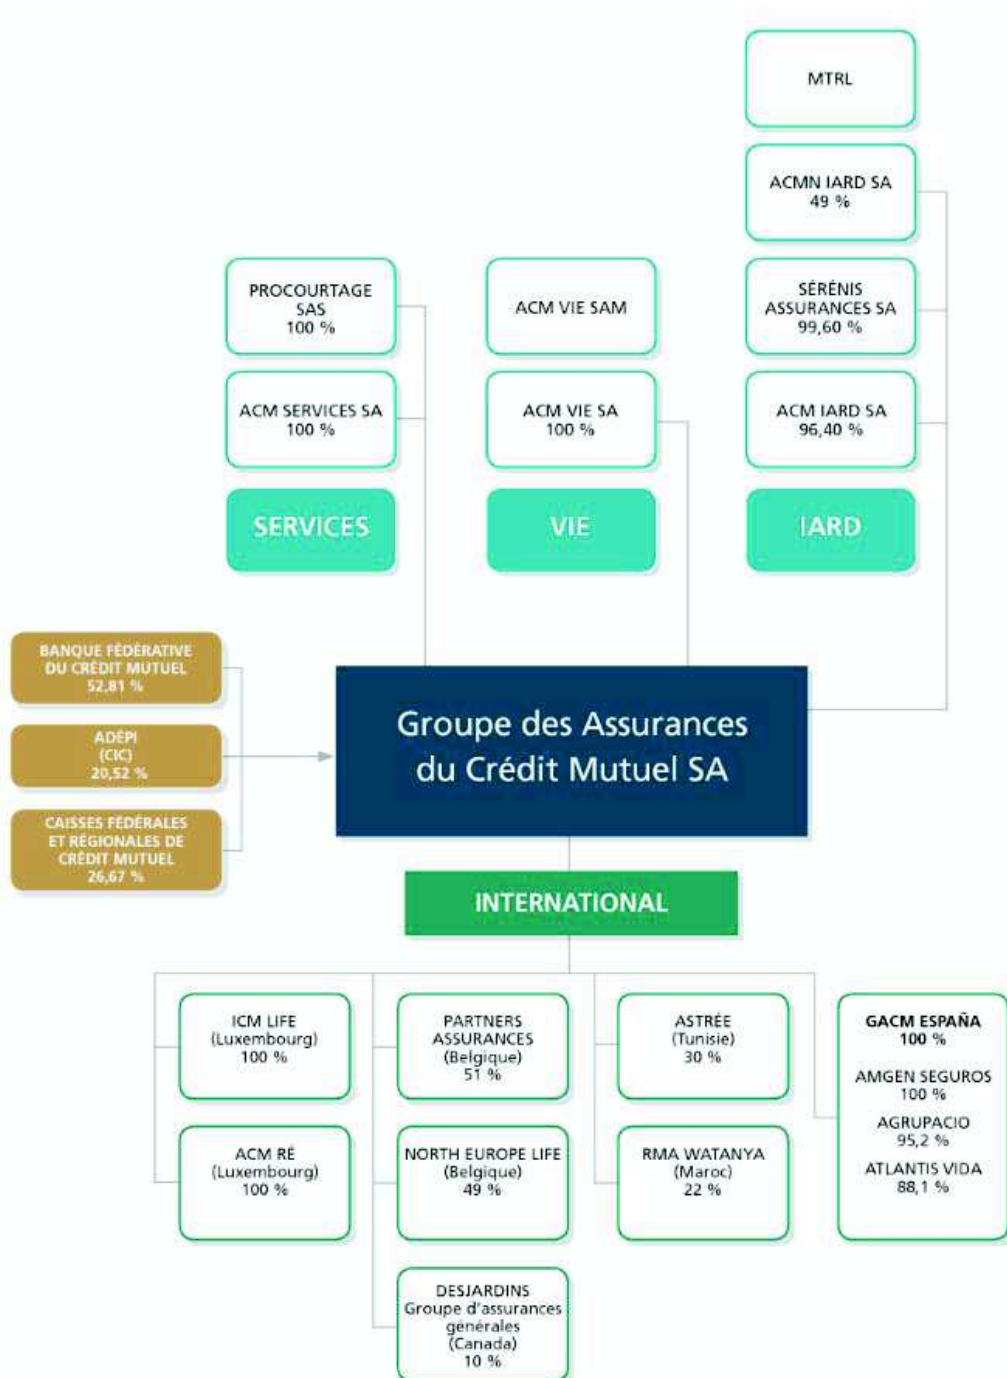 MTRL
ACMN IARD SA
49 %
PROCOURTAGE
SAS
100 %
ACM VIE SAM
SÉRÉNIS
ASSURANCES SA
99,60 %
ACM SERVICES SA
100 %
ACM VIE SA
100 %
ACM IARD SA
96,40 %
SERVICES
VIE
IARD
BANQUE FÉDÉRATIVE
DU CRÉDIT MUTUEL
52,81 %
ADÉPI
(CIC)
20,52 %
CAISSES FÉDÉRALES
ET RÉGIONALES DE
CRÉDIT MUTUEL
26,67 %
Groupe des Assurances
du Crédit Mutuel SA
INTERNATIONAL
ICM LIFE
(Luxembourg)
100 %
PARTNERS
ASSURANCES
(Belgique)
51 %
ASTRÉE
(Tunisie)
30 %
GACM ESPAÑA
100 %
AMGEN SEGUROS
100 %
AGRUPACIO
95,2 %
ATLANTIS VIDA
88,1 %
ACM RÉ
(Luxembourg)
100 %
NORTH EUROPE LIFE
(Belgique)
49 %
RMA WATANYA
(Maroc)
22 %
DESJARDINS
Groupe d'assurances
générales
(Canada)
10 %